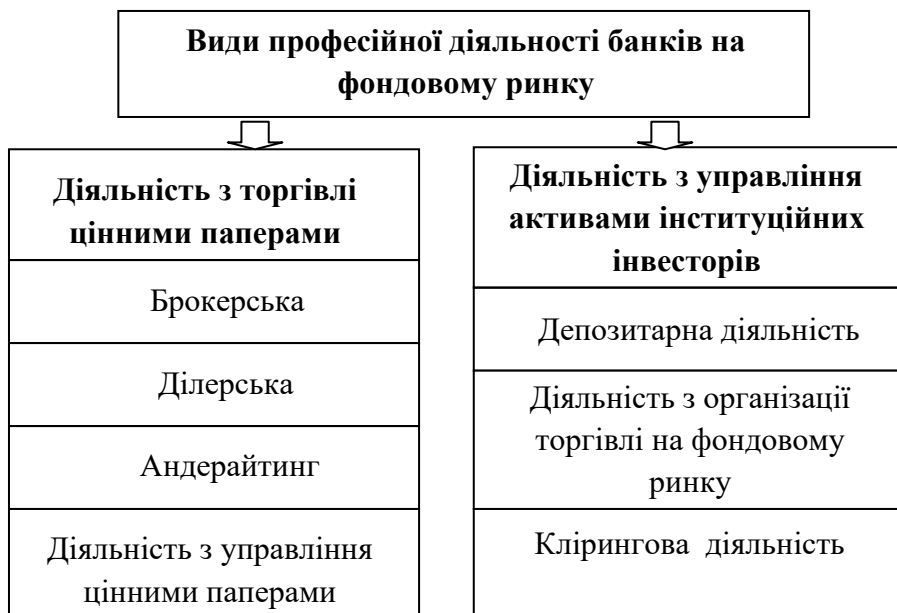 Види професійної діяльності банків на
фондовому ринку
Діяльність з торгівлі
цінними паперами
Брокерська
Ділерська
Андерайтинг
Діяльність з управління
цінними паперами
Діяльність з управління
активами інституційних
інвесторів
Депозитарна діяльність
Діяльність з організації
торгівлі на фондовому
ринку
Клірингова діяльність